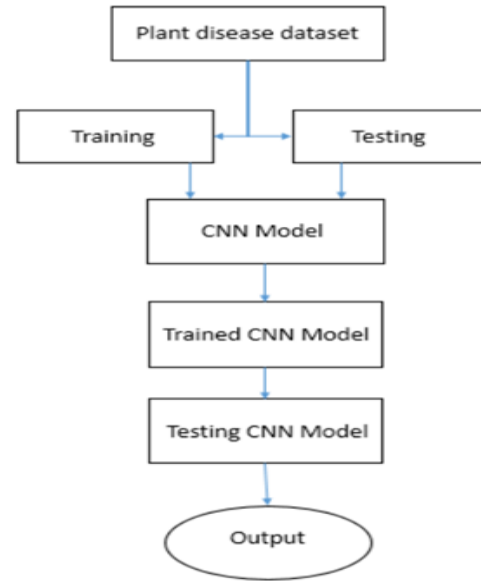 Plant disease dataset
Training
Testing
CNN Model
Trained CNN Model
Testing CNN Model
Output